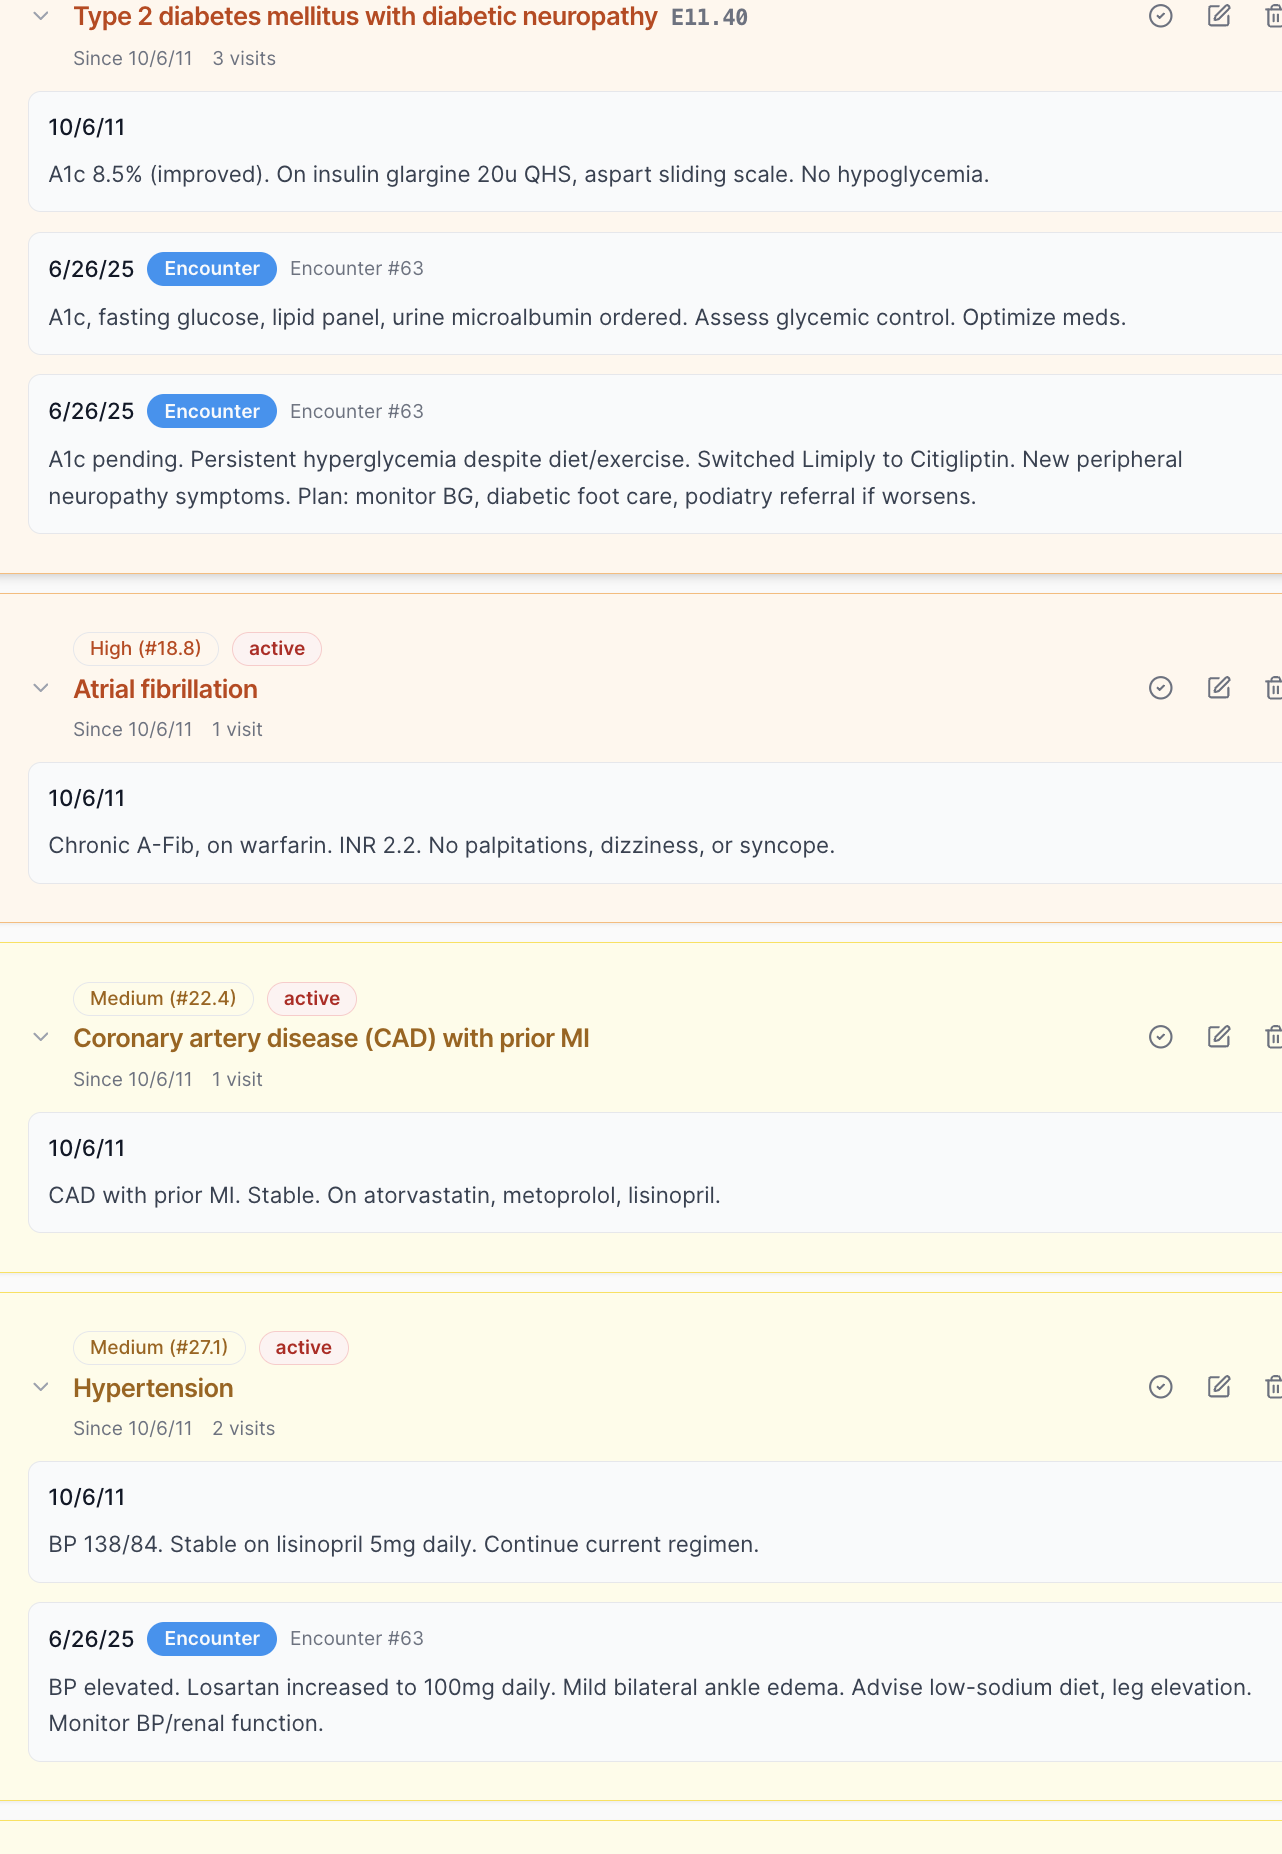 Type 2 diabetes mellitus with diabetic neuropathy E11.40
Since 10/6/11 3 visits
10/6/11
A1c 8.5% (improved). On insulin glargine 20u QHS, aspart sliding scale. No hypoglycemia.
6/26/25 Encounter Encounter #63
A1c, fasting glucose, lipid panel, urine microalbumin ordered. Assess glycemic control. Optimize meds.
6/26/25 Encounter Encounter #63
A1c pending. Persistent hyperglycemia despite diet/exercise. Switched Limiply to Citigliptin. New peripheral
neuropathy symptoms. Plan: monitor BG, diabetic foot care, podiatry referral if worsens.
High (#18.8) active
Atrial fibrillation
Since 10/6/11 1 visit
10/6/11
Chronic A-Fib, on warfarin. INR 2.2. No palpitations, dizziness, or syncope.
Medium (#22.4) active
Coronary artery disease (CAD) with prior MI
Since 10/6/11 1 visit
10/6/11
CAD with prior MI. Stable. On atorvastatin, metoprolol, lisinopril.
Medium (#27.1) active
Hypertension
Since 10/6/11 2 visits
10/6/11
BP 138/84. Stable on lisinopril 5mg daily. Continue current regimen.
6/26/25 Encounter Encounter #63
BP elevated. Losartan increased to 100mg daily. Mild bilateral ankle edema. Advise low-sodium diet, leg elevation.
Monitor BP/renal function.